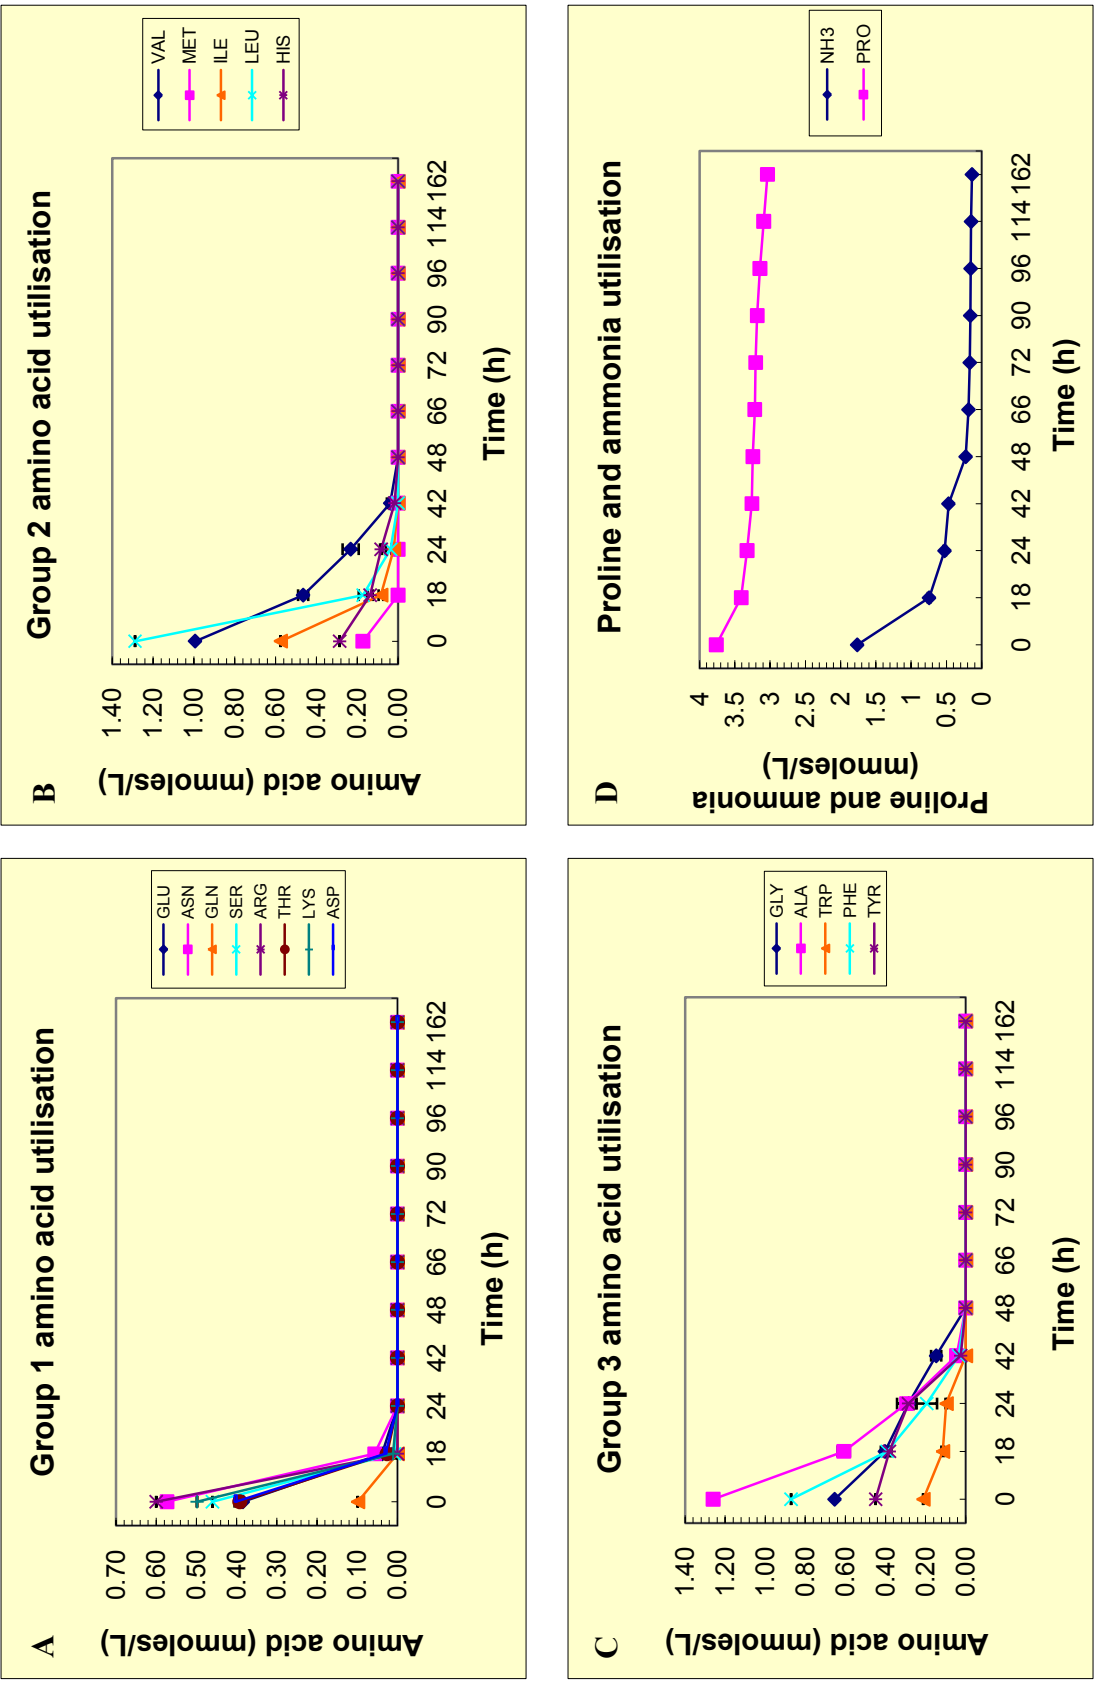 A
Group 1 amino acid utilisation
Amino acid (mmoles/L)
0.70
0.60
0.50
0.40
0.30
0.20
0.10
0.00
0 18 24 42 48 66 72 90 96 114 162
Time (h)
GLU
ASN
GLN
SER
ARG
THR
LYS
ASP
B
Group 2 amino acid utilisation
Amino acid (mmoles/L)
1.40
1.20
1.00
0.80
0.60
0.40
0.20
0.00
0 18 24 42 48 66 72 90 96 114 162
Time (h)
VAL
MET
ILE
LEU
HIS
C
Group 3 amino acid utilisation
Amino acid (mmoles/L)
1.40
1.20
1.00
0.80
0.60
0.40
0.20
0.00
0 18 24 42 48 66 72 90 96 114 162
Time (h)
GLY
ALA
TRP
PHE
TYR
D
Proline and ammonia utilisation
Proline and ammonia
(mmoles/L)
4
3.5
3
2.5
2
1.5
1
0.5
0
0 18 24 42 48 66 72 90 96 114 162
Time (h)
NH3
PRO